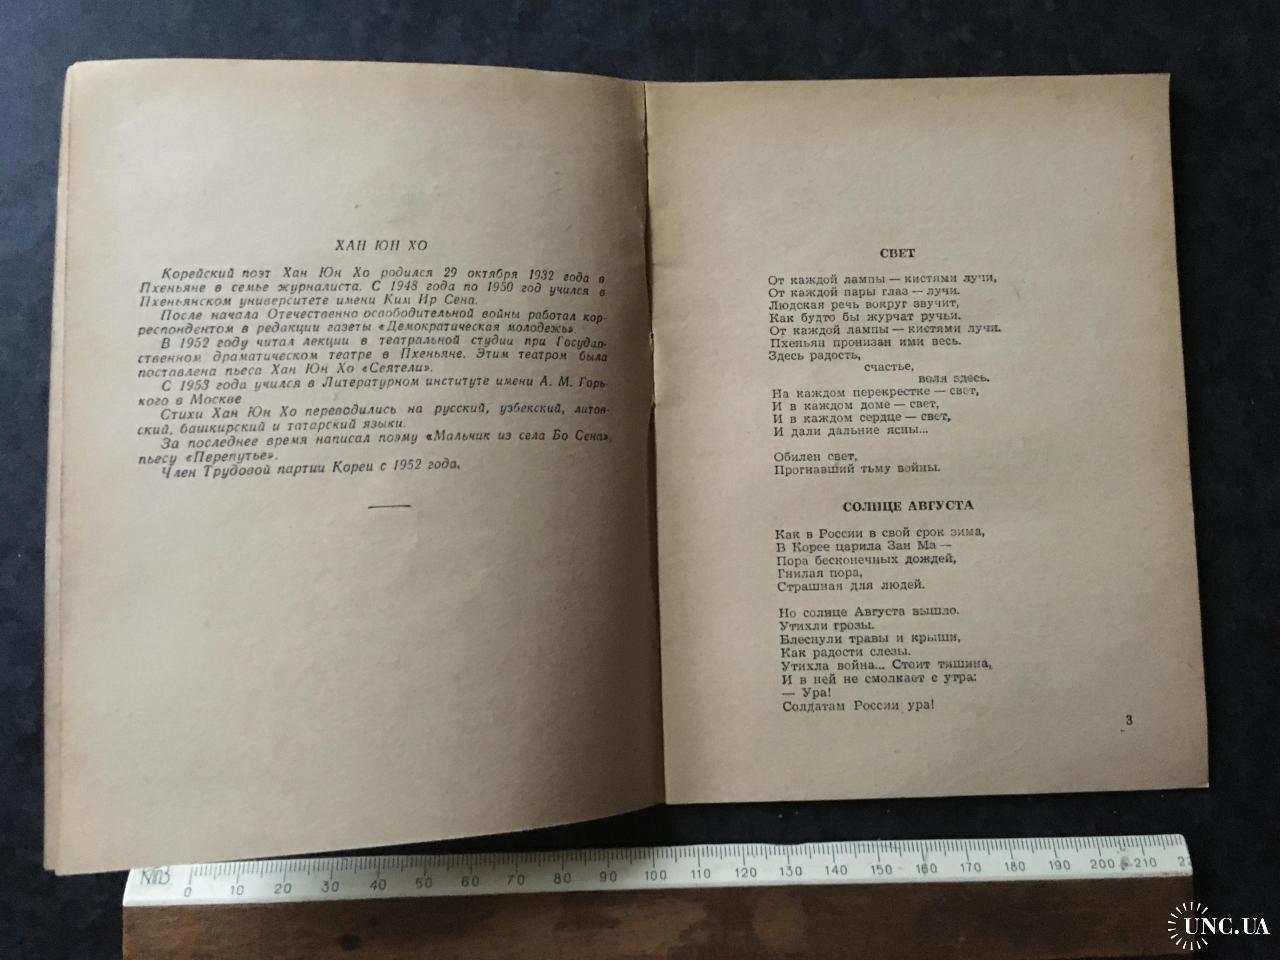 ХАН ЮН ХО
Корейский поэт Хан Юн Хо родился 29 октября 1932 года в
Пхеньяне в семье журналиста. С 1948 года по 1950 год учился в
Пхеньянском университете имени Ким Ир Сена.
После начала Отечественно освободительной войны работал кор-
респондентом в редакции газеты «Демократическая молодежь».
В 1952 году читал лекции в театральной студии при Государ-
ственном драматическом театре в Пхеньяне. Этим театром была
поставлена пьеса Хан Юн Хо «Сеятели».
С 1953 года учился в Литературном институте имени А. М. Горь-
кого в Москве
Стихи Хан Юн Хо переводились на русский, узбекский, литов-
ский, башкирский и татарский языки.
За последнее время написал поэму «Мальчик из села Бо Сена»,
пьесу «Перепутье».
Член Трудовой партии Кореи с 1952 года.
СВЕТ
От каждой лампы — кистями лучи,
От каждой пары глаз — лучи.
Людская речь вокруг звучит,
Как будто бы журчат ручьи.
От каждой лампы — кистями лучи.
Пхеньян пронизан ими весь.
Здесь радость,
счастье,
воля здесь.
На каждом перекрестке — свет,
И в каждом доме — свет,
И в каждом сердце — свет,
И дали дальние ясны...
Обилен свет,
Прогнавший тьму войны.
СОЛНЦЕ АВГУСТА
Как в России в свой срок зима,
В Корее царила Зан Ма —
Пора бесконечных дождей,
Гнилая пора,
Страшная для людей.
Но солнце Августа вышло.
Утихли грозы.
Блеснули травы и крыши,
Как радости слезы.
Утихла война... Стоит тишина,
И в ней не смолкает с утра:
— Ура!
Солдатам России ура!
3
0 10 20 30 40 50 60 70 80 90 100 110 120 130 140 150 160 170 180 190 200 210
UNC.UA